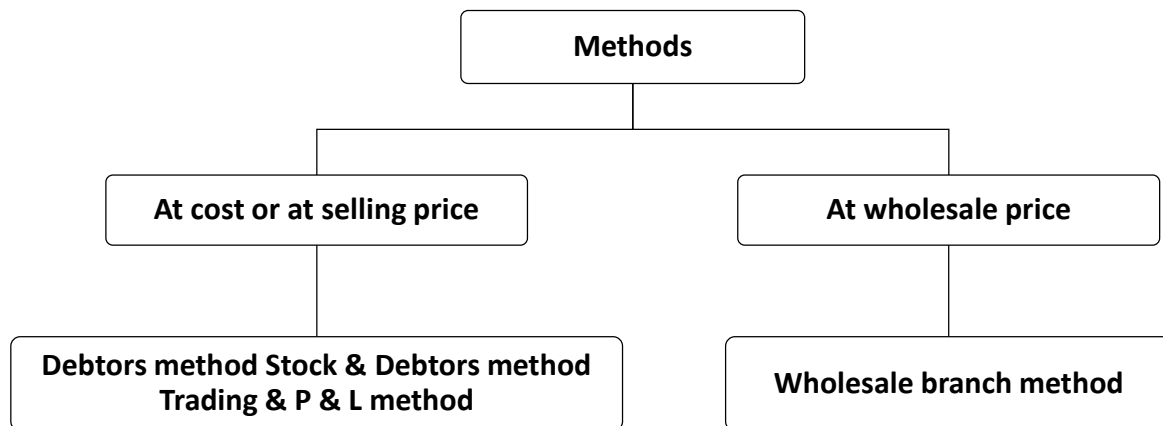 Methods
At cost or at selling price
At wholesale price
Debtors method Stock & Debtors method
Trading & P & L method
Wholesale branch method